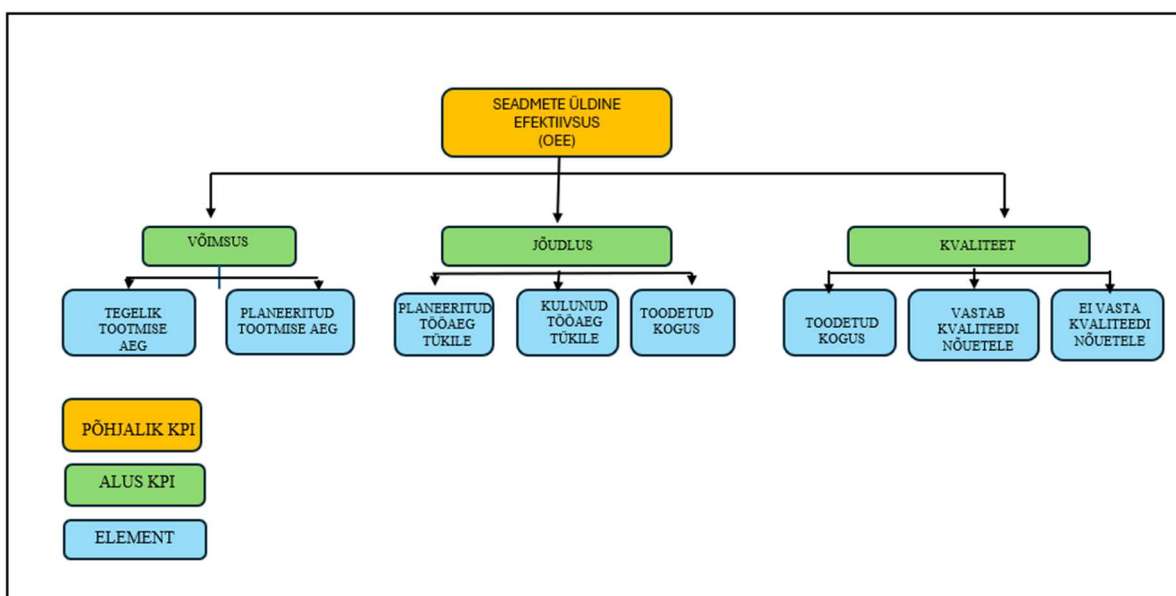 SEADMETE ÜLDINE
EFEKTIIVSUS
(OEE)
VÕIMSUS
JÕUDLUS
KVALITEET
TEGELIK
TOOTMISE
AEG
PLANEERITUD
TOOTMISE AEG
PLANEERITUD
TÖÖAEG
TÜKILE
KULUNUD
TÖÖAEG
TÜKILE
TOODETUD
KOGUS
TOODETUD
KOGUS
VASTAB
KVALITEEDI
NÕUETELE
EI VASTA
KVALITEEDI
NÕUETELE
PÕHJALIK KPI
ALUS KPI
ELEMENT